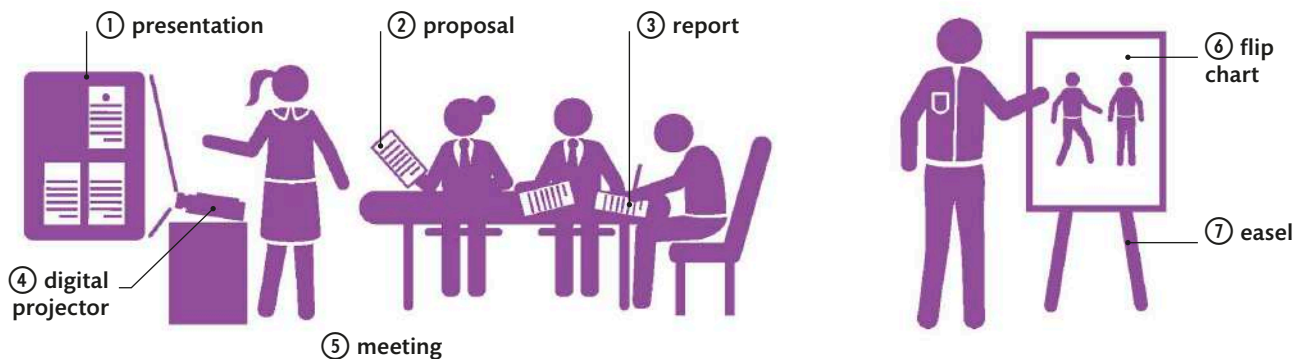 ① presentation
② proposal
③ report
④ digital
projector
⑤ meeting
⑥ flip
chart
⑦ easel